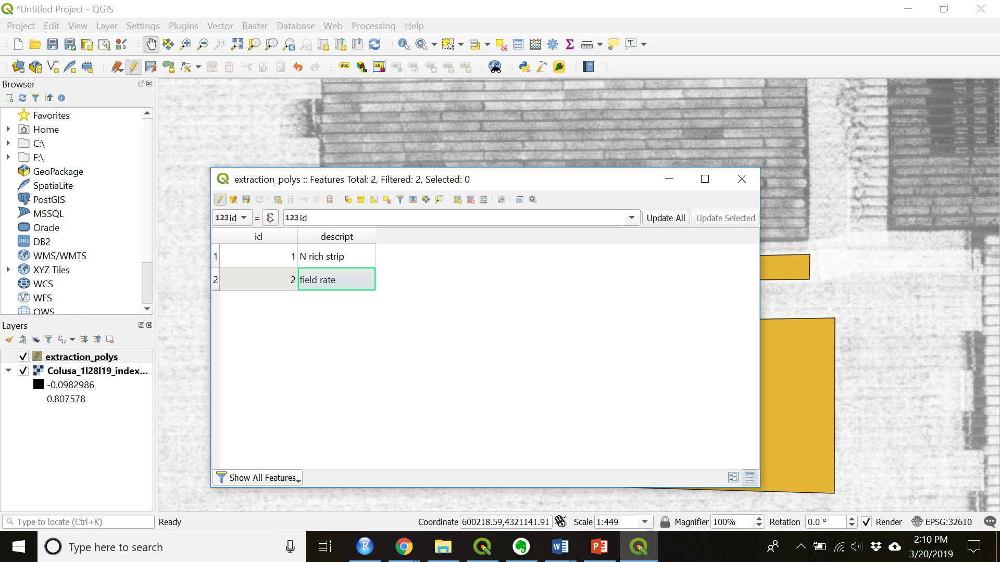 *Untitled Project - QGIS
Project Edit View Layer Settings Plugins Vector Raster Database Web Processing Help
Browser
Favorites
Home
C:\
F:\
GeoPackage
SpatiaLite
PostGIS
MSSQL
Oracle
DB2
WMS/WMTS
XYZ Tiles
WCS
WFS
OWS
Layers
extraction_polys
Colusa_1l28l19_index...
-0.0982986
0.807578
extraction_polys :: Features Total: 2, Filtered: 2, Selected: 0
123 id = ε 123 id Update All Update Selected
id descript
1 1 N rich strip
2 2 field rate
Show All Features
Type to locate (Ctrl+K) Ready Coordinate 600218.59,4321141.91 Scale 1:449 Magnifier 100% Rotation 0.0 ° Render EPSG:32610
Type here to search
2:10 PM
3/20/2019